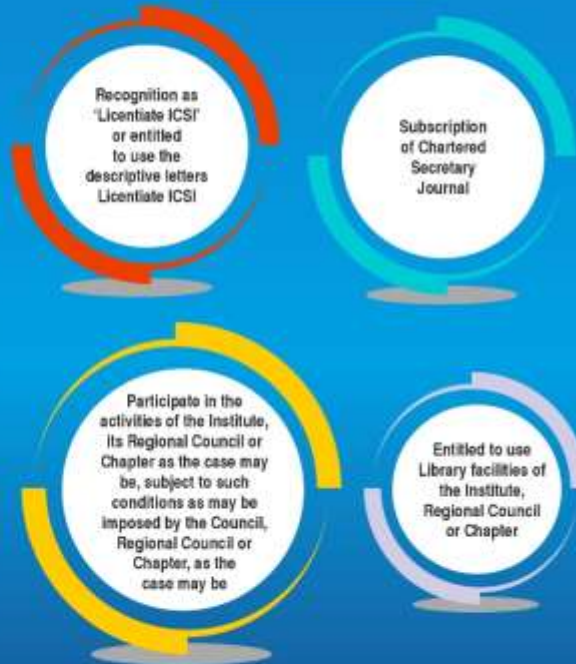 Recognition as
'Licentiate ICSI'
or entitled
to use the
descriptive letters
Licentiate ICSI
Subscription
of Chartered
Secretary
Journal
Participate in the
activities of the Institute,
its Regional Council or
Chapter as the case may
be, subject to such
conditions as may be
imposed by the Council,
Regional Council or
Chapter, as the
case may be
Entitled to use
Library facilities of
the Institute,
Regional Council
or Chapter